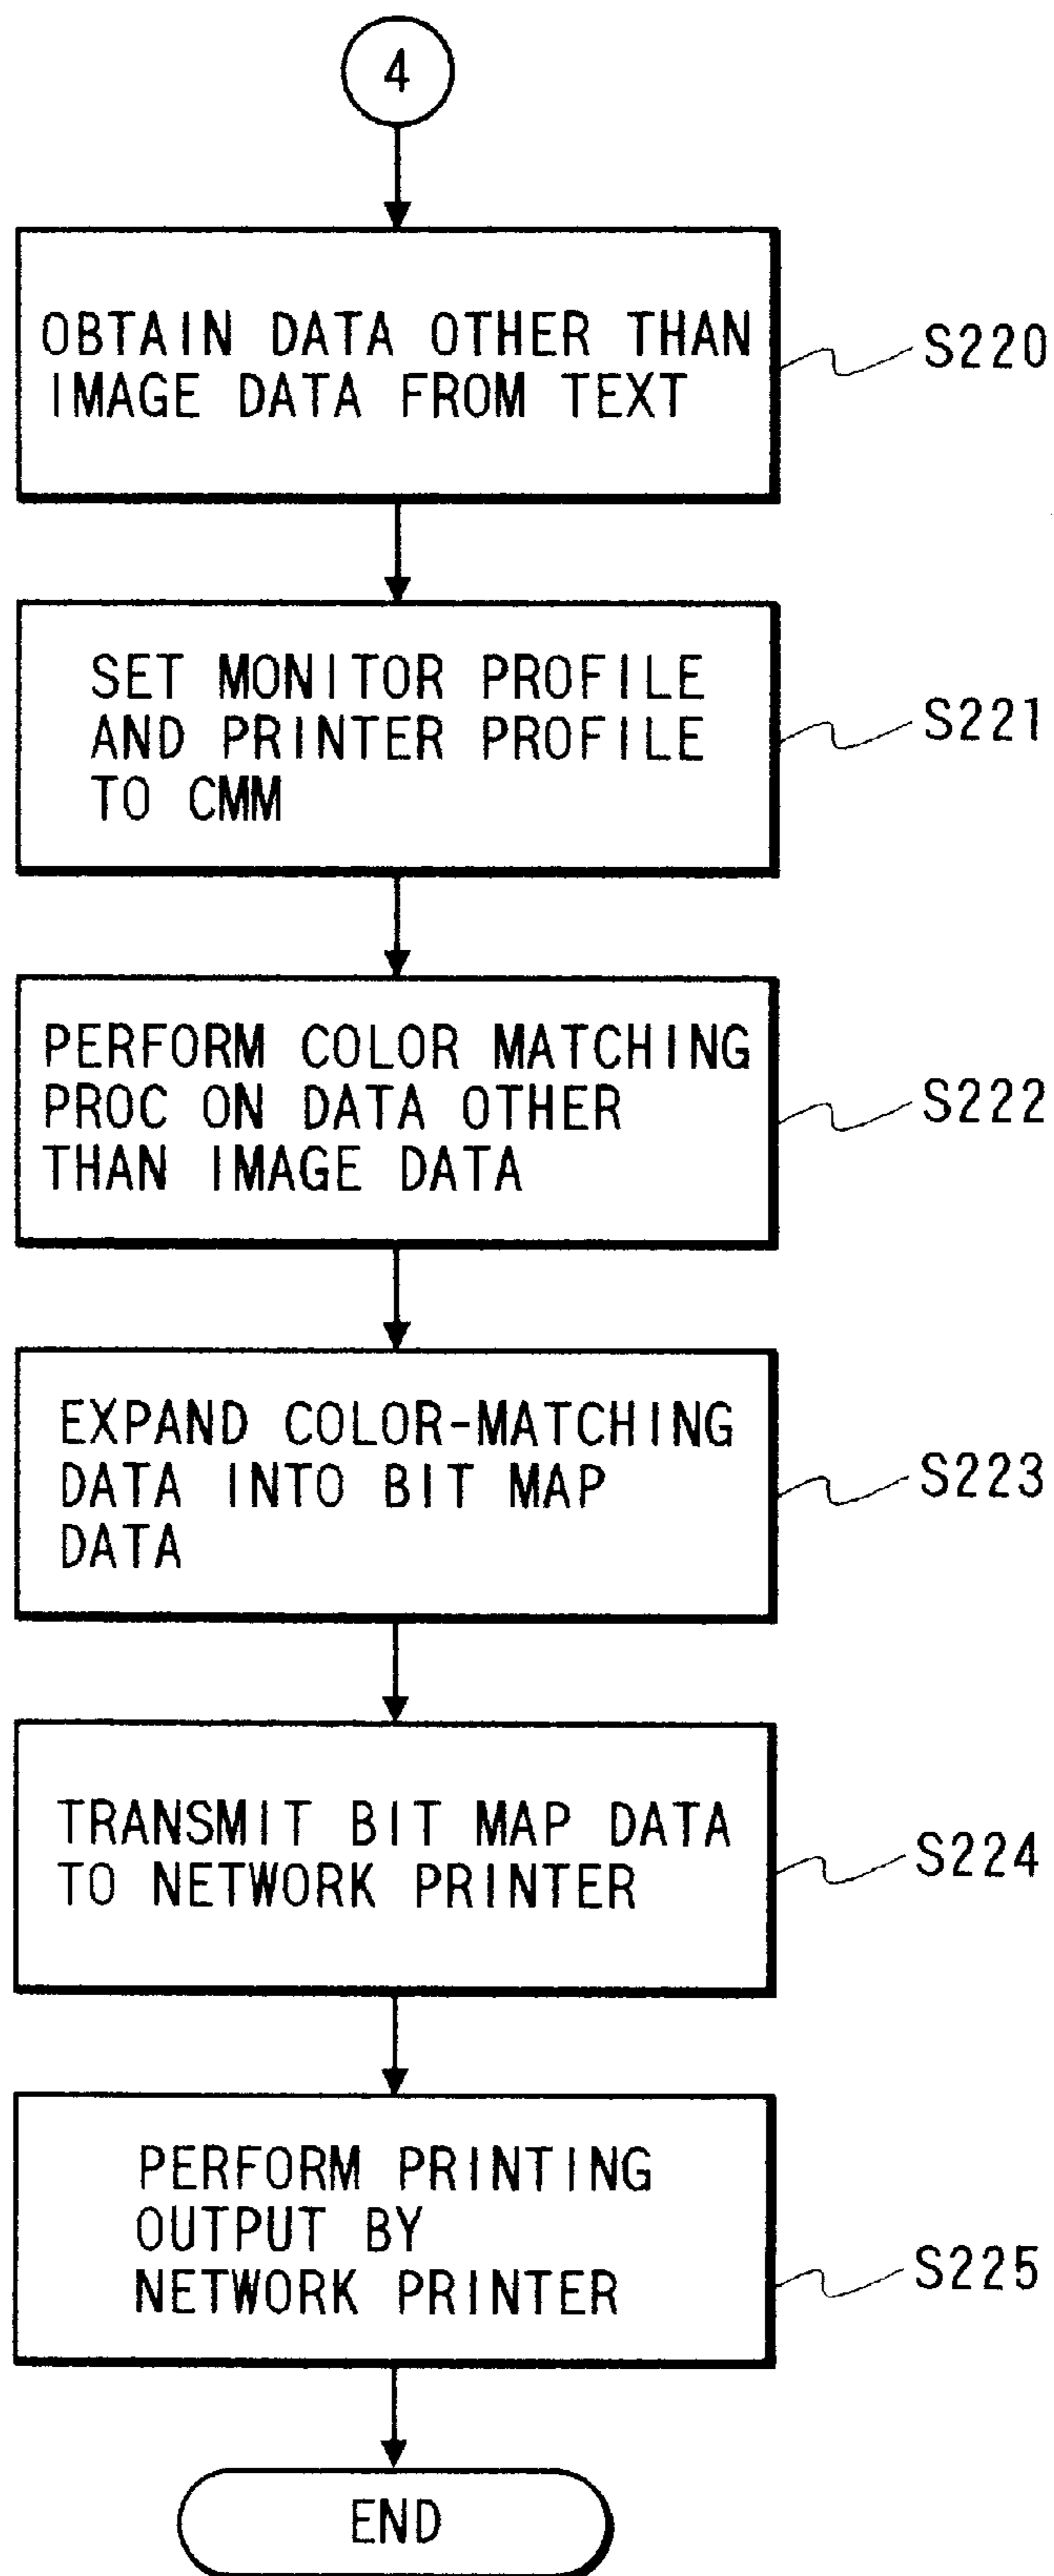 4
OBTAIN DATA OTHER THAN
IMAGE DATA FROM TEXT
S220
SET MONITOR PROFILE
AND PRINTER PROFILE
TO CMM
S221
PERFORM COLOR MATCHING
PROC ON DATA OTHER
THAN IMAGE DATA
S222
EXPAND COLOR-MATCHING
DATA INTO BIT MAP
DATA
S223
TRANSMIT BIT MAP DATA
TO NETWORK PRINTER
S224
PERFORM PRINTING
OUTPUT BY
NETWORK PRINTER
S225
END